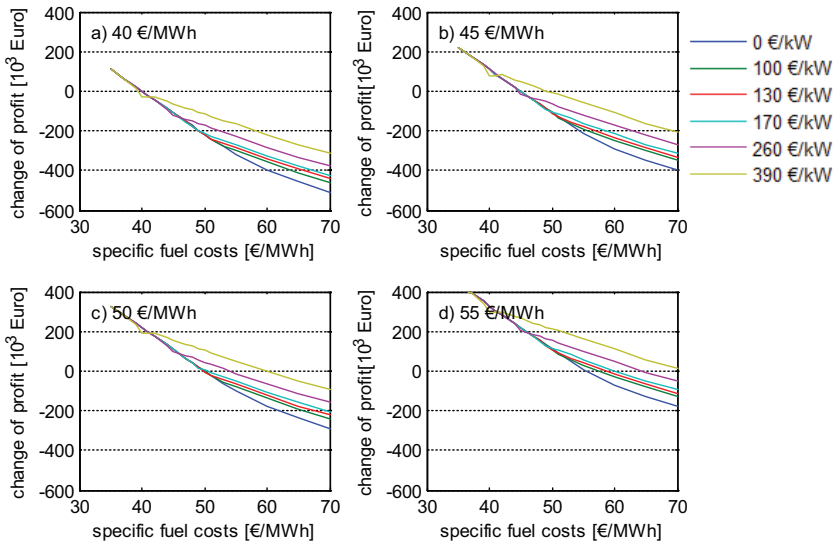 a) 40 €/MWh
400
200
0
-200
-400
-600
30 40 50 60 70
change of profit [10³ Euro]
specific fuel costs [€/MWh]
b) 45 €/MWh
400
200
0
-200
-400
-600
30 40 50 60 70
change of profit[10³ Euro]
specific fuel costs [€/MWh]
0 €/kW
100 €/kW
130 €/kW
170 €/kW
260 €/kW
390 €/kW
c) 50 €/MWh
400
200
0
-200
-400
-600
30 40 50 60 70
change of profit [10³ Euro]
specific fuel costs [€/MWh]
d) 55 €/MWh
400
200
0
-200
-400
-600
30 40 50 60 70
change of profit[10³ Euro]
specific fuel costs [€/MWh]